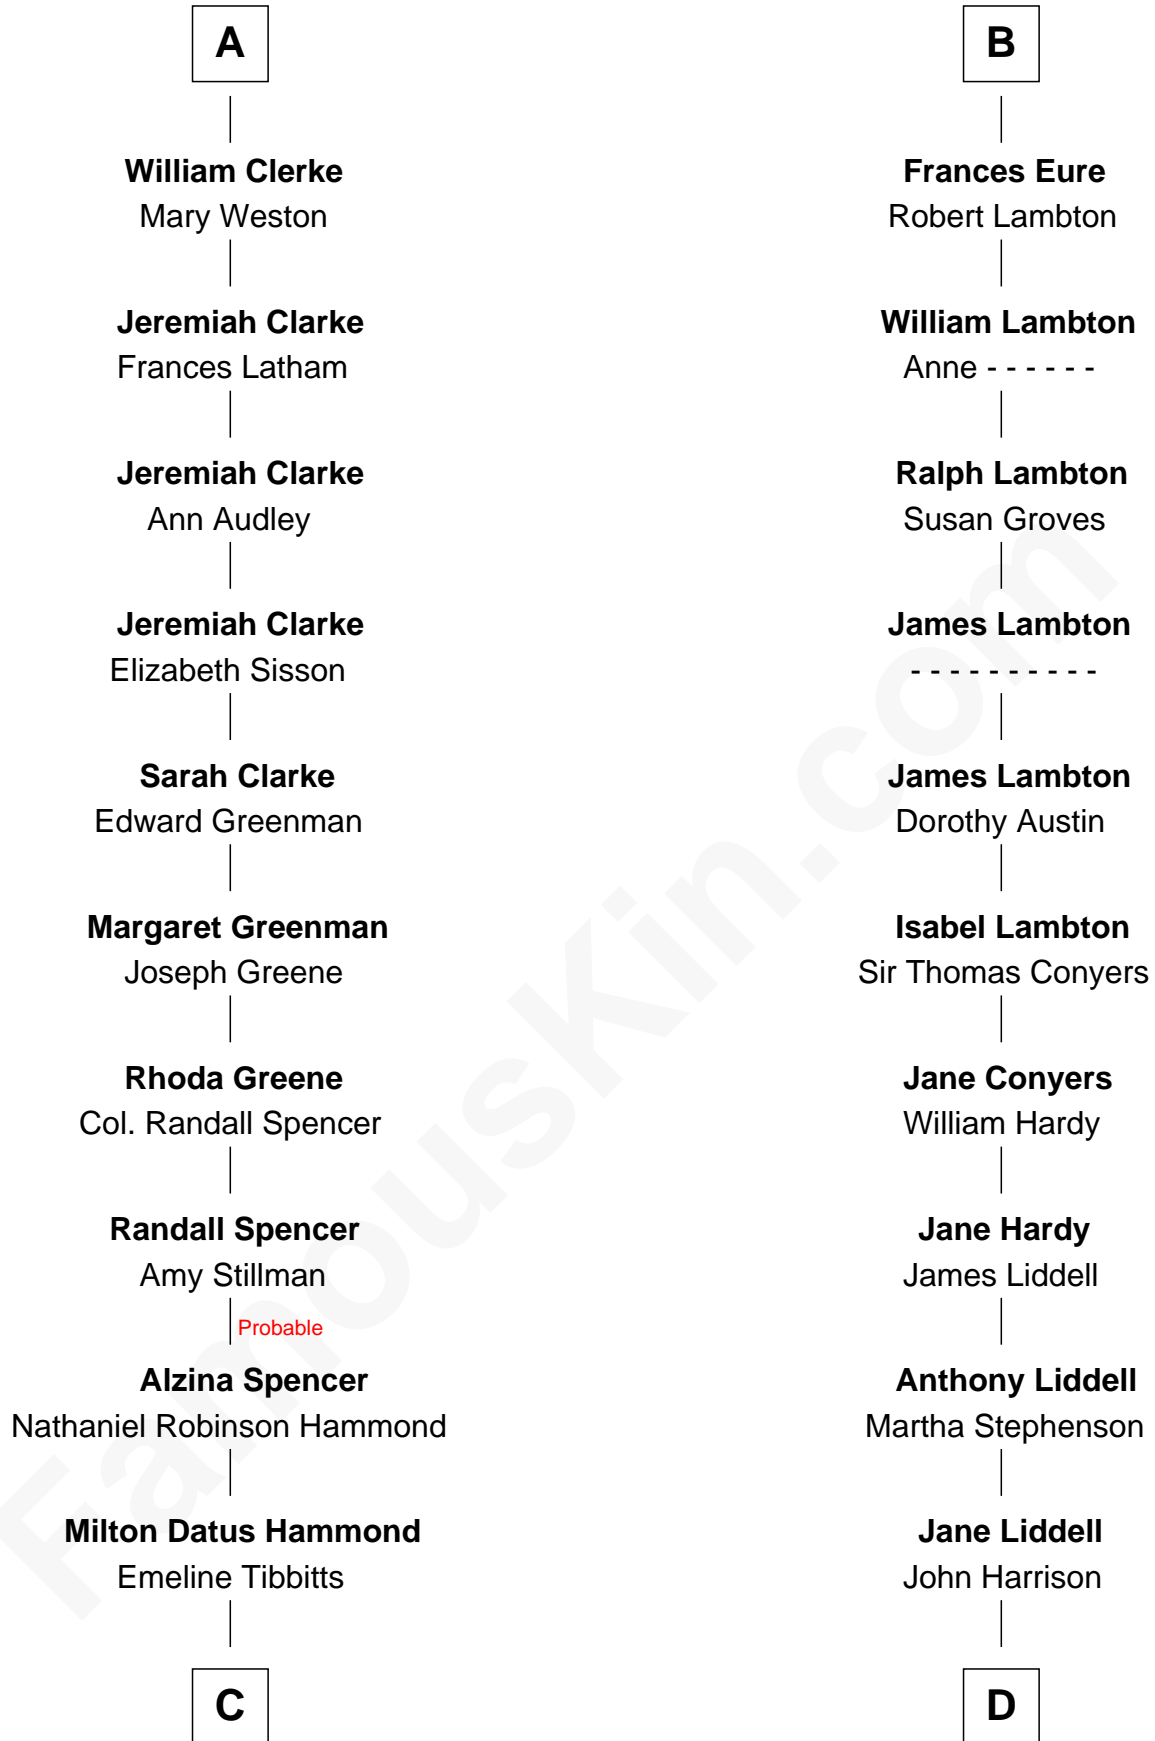 A
William Clerke
Mary Weston
Jeremiah Clarke
Frances Latham
Jeremiah Clarke
Ann Audley
Jeremiah Clarke
Elizabeth Sisson
Sarah Clarke
Edward Greenman
Margaret Greenman
Joseph Greene
Rhoda Greene
Col. Randall Spencer
Randall Spencer
Amy Stillman
Probable
Alzina Spencer
Nathaniel Robinson Hammond
Milton Datus Hammond
Emeline Tibbitts
C
B
Frances Eure
Robert Lambton
William Lambton
Anne - - - - - -
Ralph Lambton
Susan Groves
James Lambton
- - - - - - - - - -
James Lambton
Dorothy Austin
Isabel Lambton
Sir Thomas Conyers
Jane Conyers
William Hardy
Jane Hardy
James Liddell
Anthony Liddell
Martha Stephenson
Jane Liddell
John Harrison
D
FamousKin.com